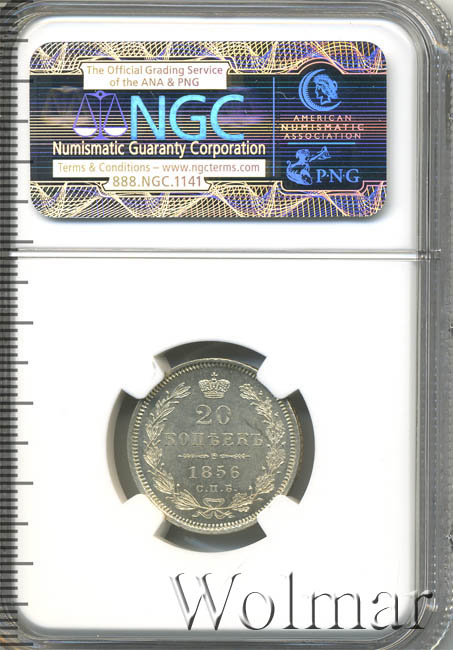 The Official Grading Service
of the ANA & PNG
NGC
Numismatic Guaranty Corporation
Terms & Conditions – www.ngcterms.com
888.NGC.1141
AMERICAN
NUMISMATIC
ASSOCIATION
P·N·G
20
КОПѢЕКЪ
1856
С.П.Б.
Wolmar